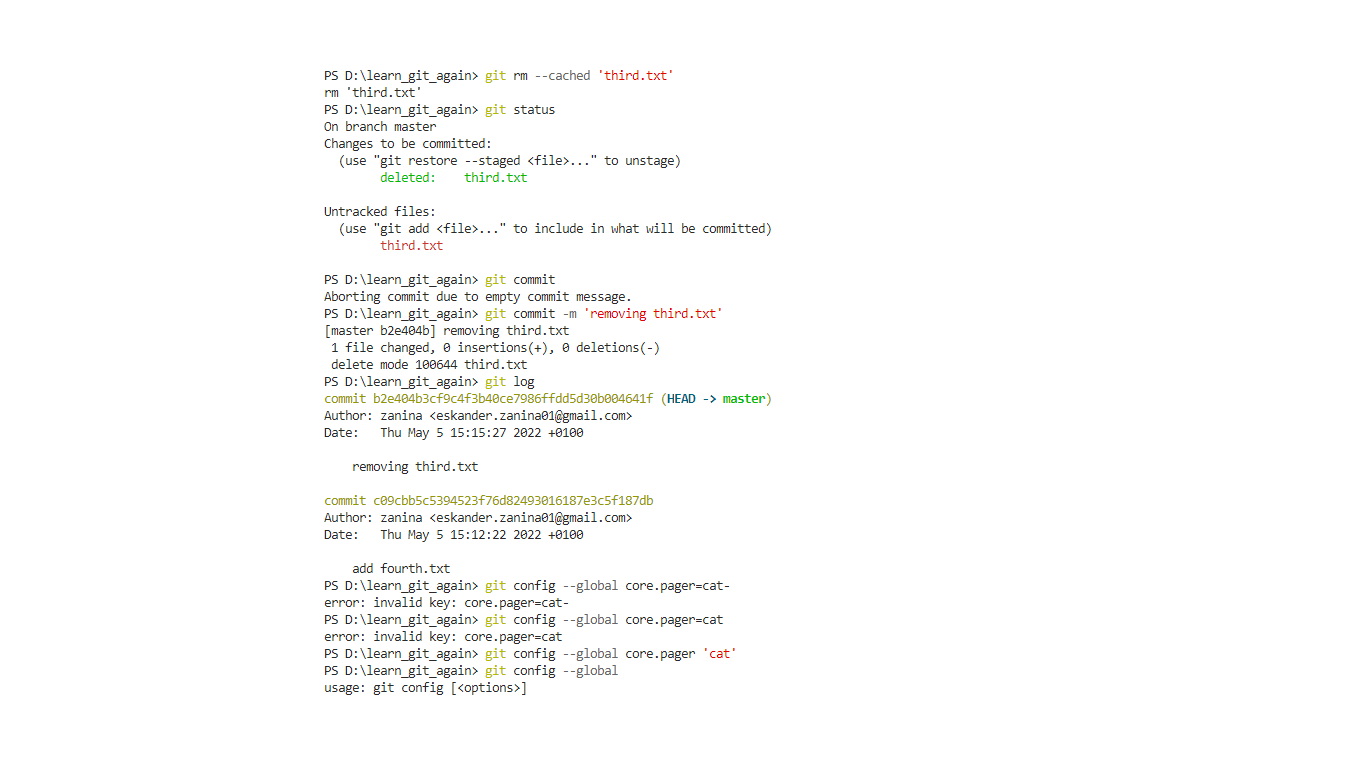 PS D:\learn_git_again> git rm --cached 'third.txt'
rm 'third.txt'
PS D:\learn_git_again> git status
On branch master
Changes to be committed:
  (use "git restore --staged <file>..." to unstage)
        deleted:    third.txt

Untracked files:
  (use "git add <file>..." to include in what will be committed)
        third.txt

PS D:\learn_git_again> git commit
Aborting commit due to empty commit message.
PS D:\learn_git_again> git commit -m 'removing third.txt'
[master b2e404b] removing third.txt
 1 file changed, 0 insertions(+), 0 deletions(-)
 delete mode 100644 third.txt
PS D:\learn_git_again> git log
commit b2e404b3cf9c4f3b40ce7986ffdd5d30b004641f (HEAD -> master)
Author: zanina <eskander.zanina01@gmail.com>
Date:   Thu May 5 15:15:27 2022 +0100

    removing third.txt

commit c09cbb5c5394523f76d82493016187e3c5f187db
Author: zanina <eskander.zanina01@gmail.com>
Date:   Thu May 5 15:12:22 2022 +0100

    add fourth.txt
PS D:\learn_git_again> git config --global core.pager=cat-
error: invalid key: core.pager=cat-
PS D:\learn_git_again> git config --global core.pager=cat
error: invalid key: core.pager=cat
PS D:\learn_git_again> git config --global core.pager 'cat'
PS D:\learn_git_again> git config --global
usage: git config [<options>]